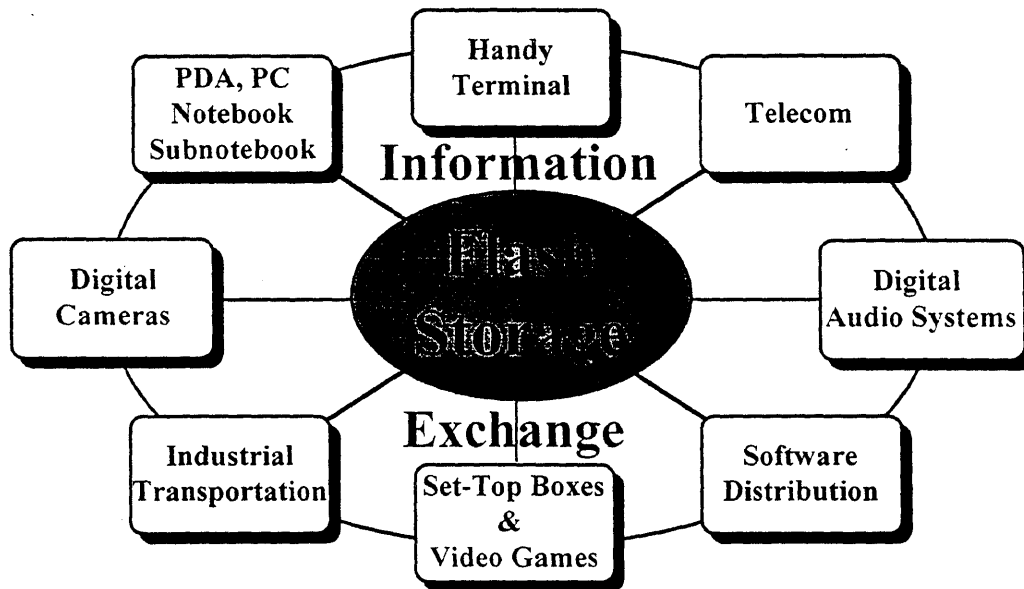 Handy
Terminal
PDA, PC
Notebook
Subnotebook
Telecom
Information
Flash
Storage
Digital
Cameras
Digital
Audio Systems
Exchange
Industrial
Transportation
Set-Top Boxes
&
Video Games
Software
Distribution